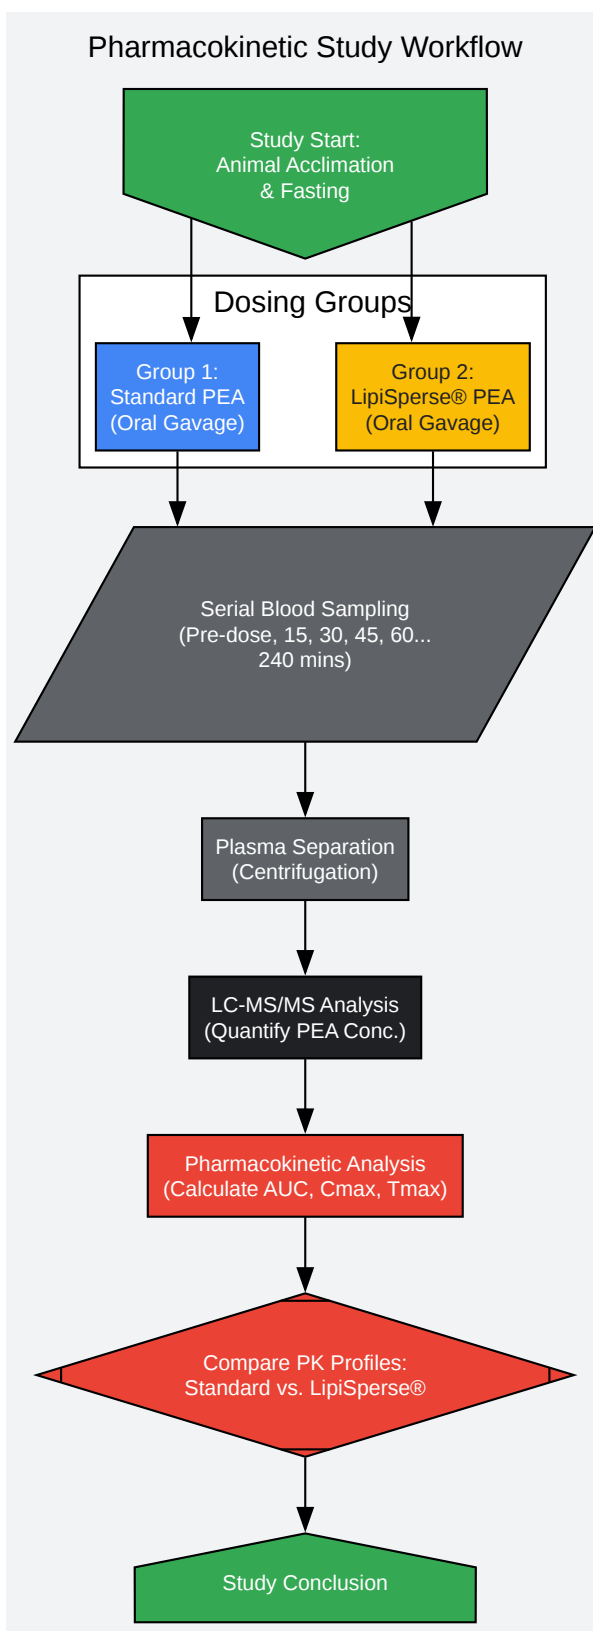 Pharmacokinetic Study Workflow
Study Start:
Animal Acclimation
& Fasting
Dosing Groups
Group 1:
Standard PEA
(Oral Gavage)
Group 2:
LipiSperse® PEA
(Oral Gavage)
Serial Blood Sampling
(Pre-dose, 15, 30, 45, 60...
240 mins)
Plasma Separation
(Centrifugation)
LC-MS/MS Analysis
(Quantify PEA Conc.)
Pharmacokinetic Analysis
(Calculate AUC, Cmax, Tmax)
Compare PK Profiles:
Standard vs. LipiSperse®
Study Conclusion